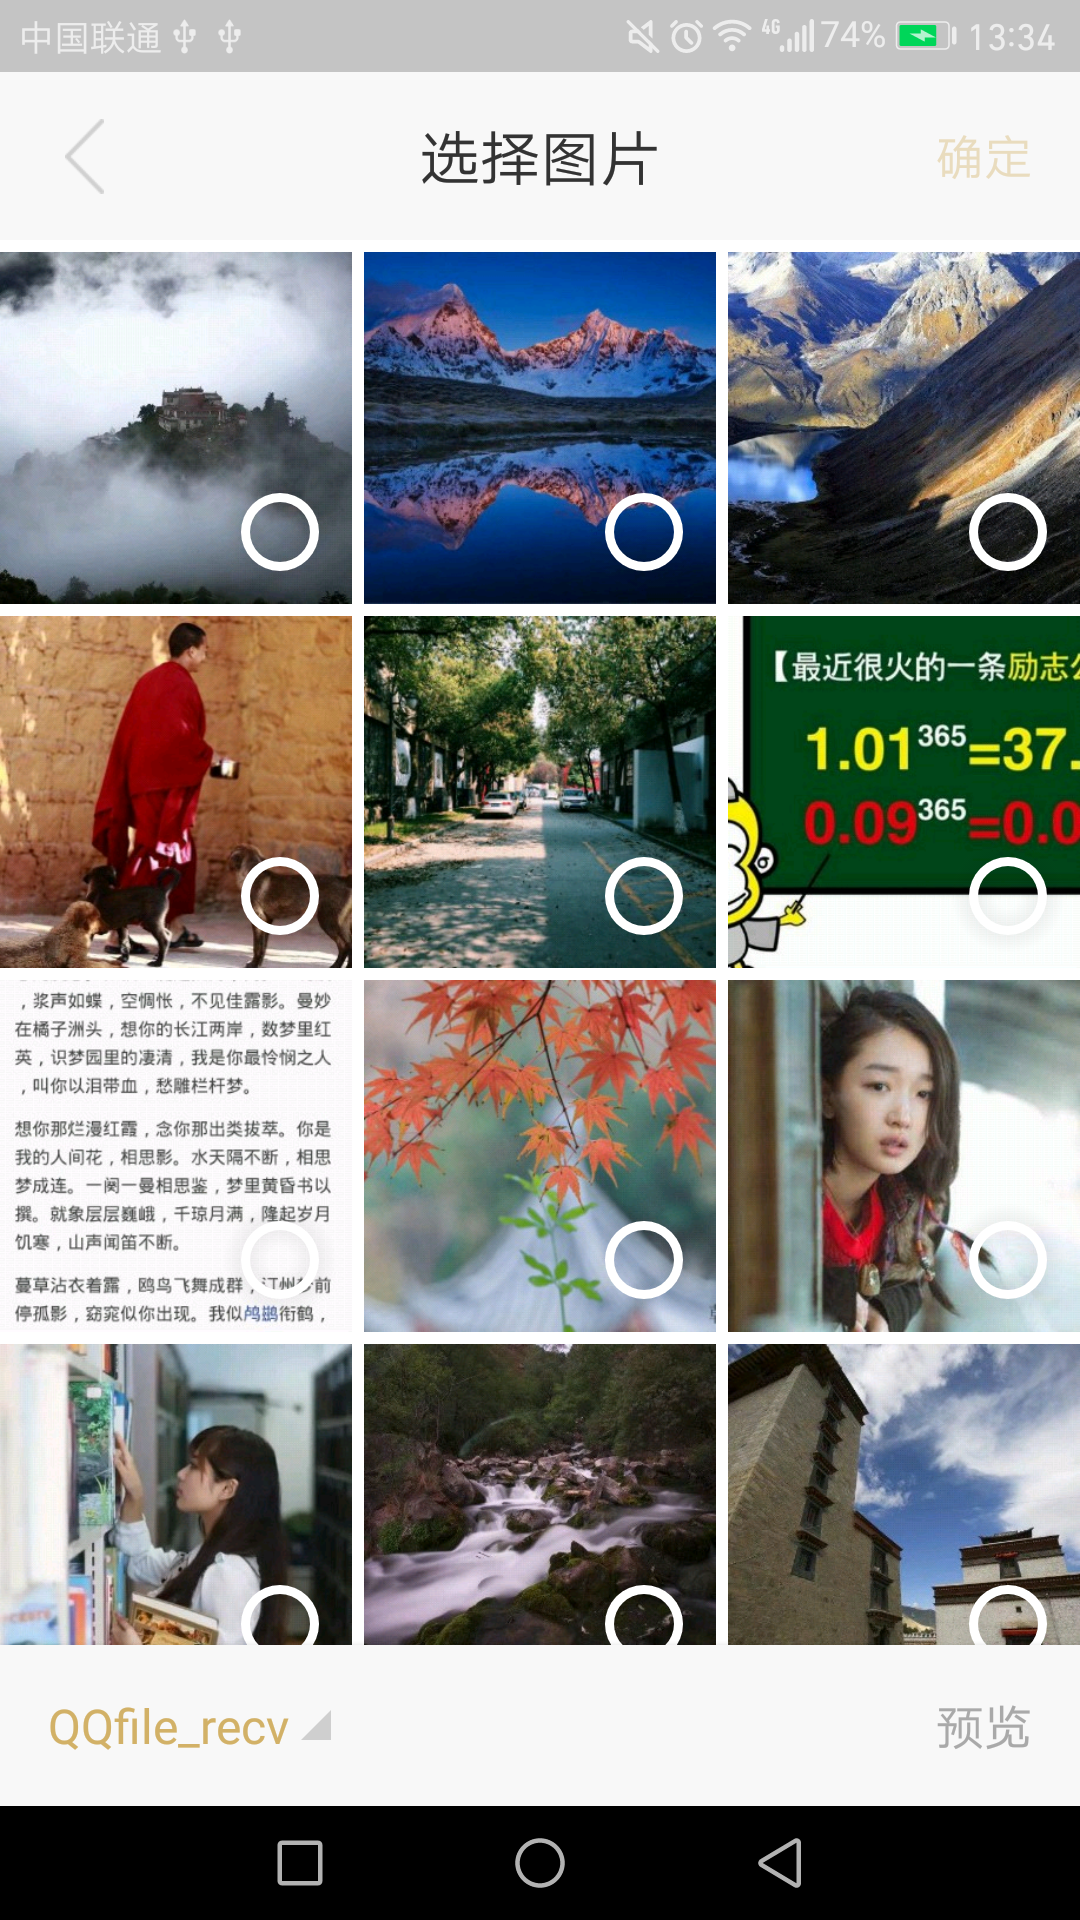 中国联通 4G 74% 13:34
选择图片 确定
【最近很火的一条励志公
1.01³⁶⁵=37.
0.09³⁶⁵=0.0
，浆声如蝶，空惆怅，不见佳露影。曼妙
在橘子洲头，想你的长江两岸，数梦里红
英，识梦园里的凄清，我是你最怜悯之人
，叫你以泪带血，愁雕栏杆梦。
想你那烂漫红霞，念你那出类拔萃。你是
我的人间花，相思影。水天隔不断，相思
梦成连。一阕一曼相思鉴，梦里黄昏书以
撰。就象层层巍峨，千琼月满，隆起岁月
饥寒，山声闻笛不断。
蔓草沾衣着露，鸥鸟飞舞成群，汀州梦前
停孤影，窈窕似你出现。我似鸬鹚衔鹤，
QQfile_recv 预览